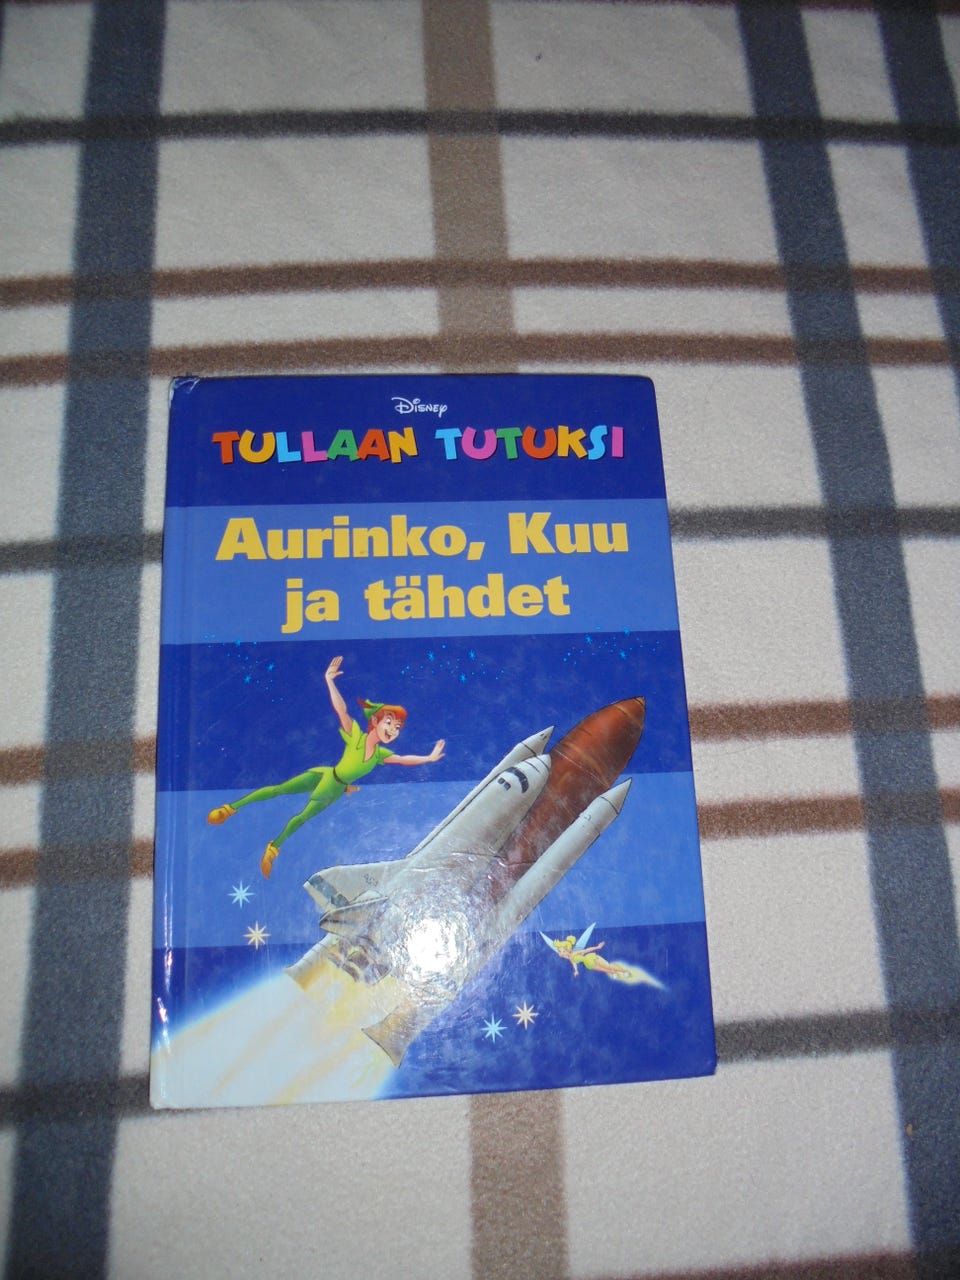 Disney
TULLAAN TUTUKSI
Aurinko, Kuu
ja tähdet